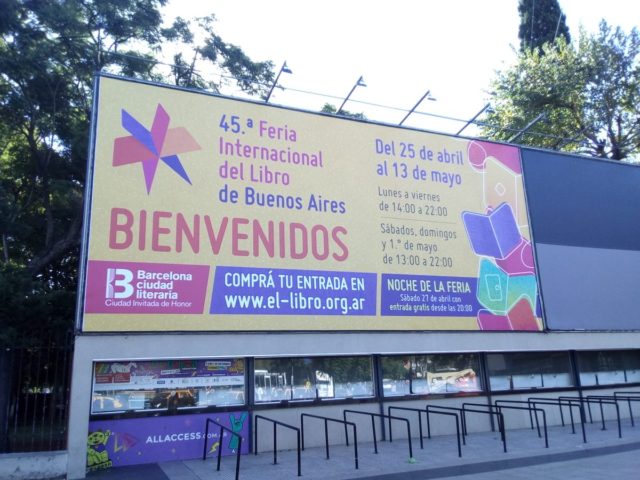 45.ª Feria
Internacional
del Libro
de Buenos Aires
BIENVENIDOS
Del 25 de abril
al 13 de mayo
Lunes a viernes
de 14:00 a 22:00
Sábados, domingos
y 1.º de mayo
de 13:00 a 22:00
B Barcelona
ciudad
literaria
Ciudad Invitada de Honor
COMPRÁ TU ENTRADA EN
www.el-libro.org.ar
NOCHE DE LA FERIA
Sábado 27 de abril con
entrada gratis desde las 20:00
ALLACCESS.com.ar